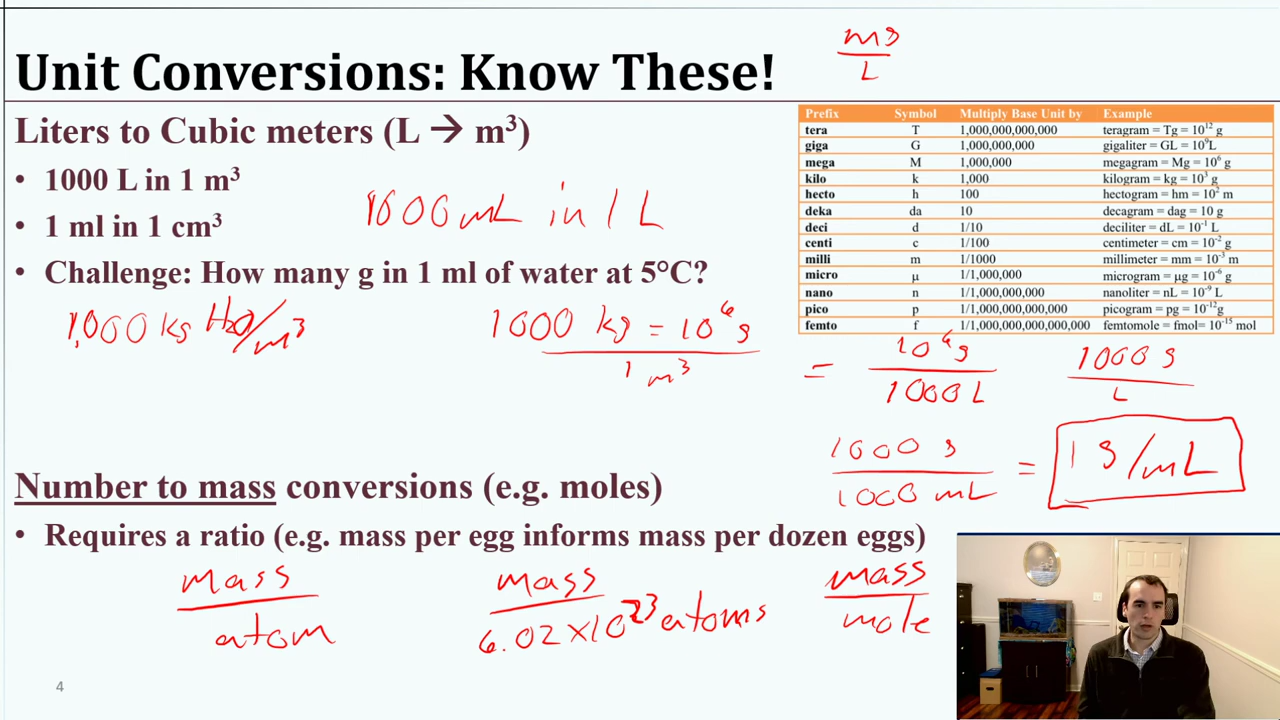 mg
L
Unit Conversions: Know These!
Liters to Cubic meters (L → m³)
• 1000 L in 1 m³
• 1 ml in 1 cm³
1000 mL in 1 L
• Challenge: How many g in 1 ml of water at 5°C?
1,000 kg H2O/m³
1000 kg = 10⁶ g
1 m³
Prefix Symbol Multiply Base Unit by Example
tera T 1,000,000,000,000 teragram = Tg = 10¹² g
giga G 1,000,000,000 gigaliter = GL = 10⁹L
mega M 1,000,000 megagram = Mg = 10⁶ g
kilo k 1,000 kilogram = kg = 10³ g
hecto h 100 hectogram = hm = 10² m
deka da 10 decagram = dag = 10 g
deci d 1/10 deciliter = dL = 10⁻¹ L
centi c 1/100 centimeter = cm = 10⁻² g
milli m 1/1000 millimeter = mm = 10⁻³ m
micro μ 1/1,000,000 microgram = μg = 10⁻⁶ g
nano n 1/1,000,000,000 nanoliter = nL = 10⁻⁹ L
pico p 1/1,000,000,000,000 picogram = pg = 10⁻¹²g
femto f 1/1,000,000,000,000,000 femtomole = fmol= 10⁻¹⁵ mol
= 10⁶ g 1000 g
1000 L L
1000 g
1000 mL
= 1 g/mL
Number to mass conversions (e.g. moles)
• Requires a ratio (e.g. mass per egg informs mass per dozen eggs)
mass mass mass
atom 6.02 x10²³ atoms mole
4